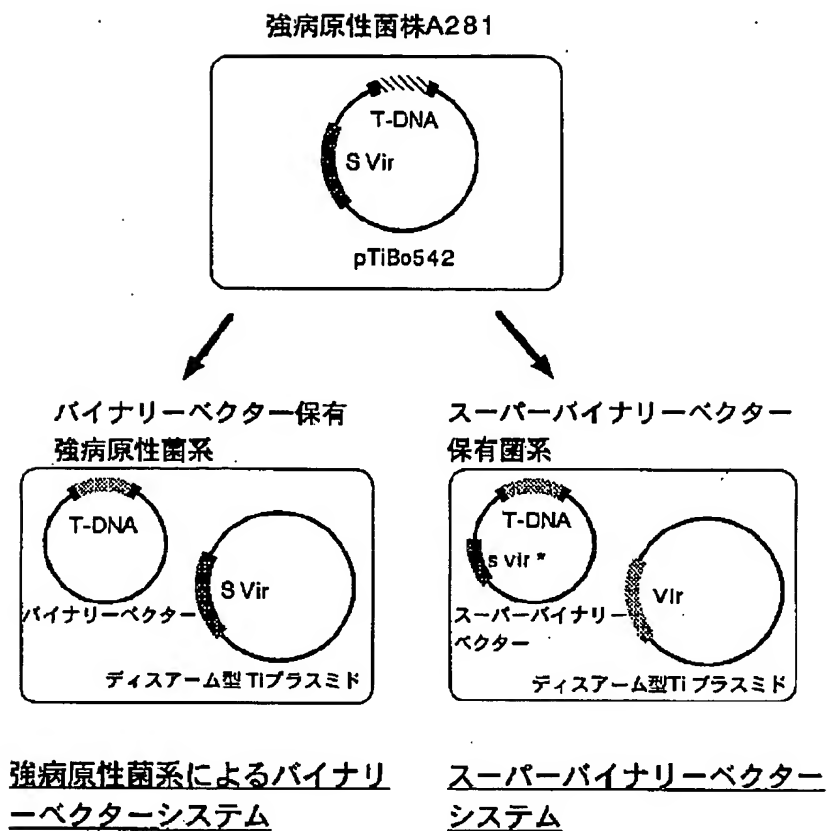 強病原性菌株A281
T-DNA
S Vir
pTiBo542
バイナリーベクター保有
強病原性菌系
T-DNA
バイナリーベクター
S Vir
ディスアーム型 Tiプラスミド
スーパーバイナリーベクター
保有菌系
T-DNA
s vir *
スーパーバイナリー
ベクター
Vir
ディスアーム型Ti プラスミド
強病原性菌系によるバイナリ
ーベクターシステム
スーパーバイナリーベクター
システム